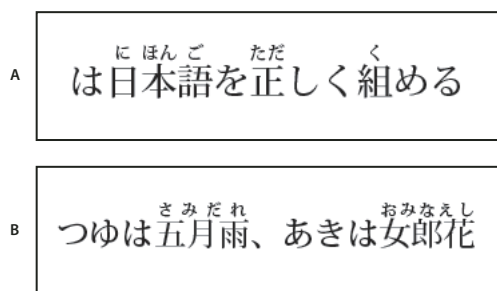 A
に ほん ご ただ く
は日本語を正しく組める
B
さみだれ おみなえし
つゆは五月雨、あきは女郎花